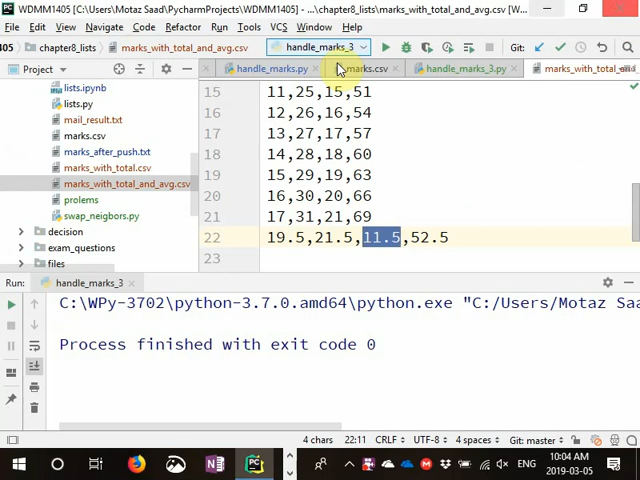 WDMM1405 [C:\Users\Motaz Saad\PycharmProjects\WDMM1405] - ...\chapter8_lists\marks_with_total_and_avg.csv [W...
File Edit View Navigate Code Refactor Run Tools VCS Window Help
05 chapter8_lists marks_with_total_and_avg.csv handle_marks_3 Git:
Project handle_marks.py marks.csv handle_marks_3.py marks_with_total_
lists.ipynb
lists.py
mail_result.txt
marks.csv
marks_after_push.txt
marks_with_total.csv
marks_with_total_and_avg.csv
prolems
swap_neigbors.py
decision
exam_questions
files
15 11,25,15,51
16 12,26,16,54
17 13,27,17,57
18 14,28,18,60
19 15,29,19,63
20 16,30,20,66
21 17,31,21,69
22 19.5,21.5,11.5,52.5
23
Run: handle_marks_3
C:\WPy-3702\python-3.7.0.amd64\python.exe "C:/Users/Motaz Saa
Process finished with exit code 0
4 chars 22:11 CRLF UTF-8 4 spaces Git: master
ENG 10:04 AM 2019-03-05